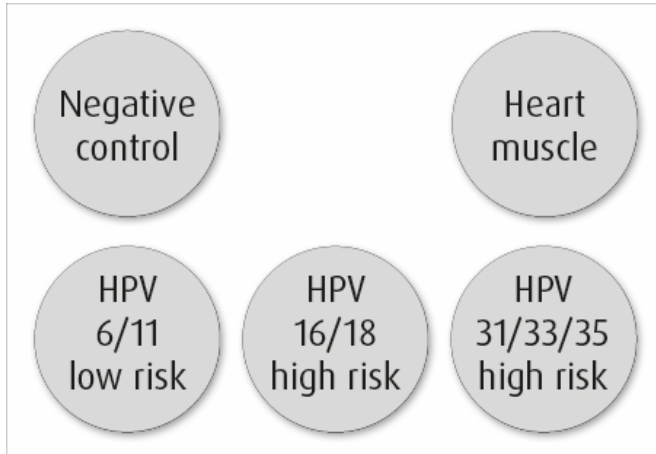 Negative
control
Heart
muscle
HPV
6/11
low risk
HPV
16/18
high risk
HPV
31/33/35
high risk